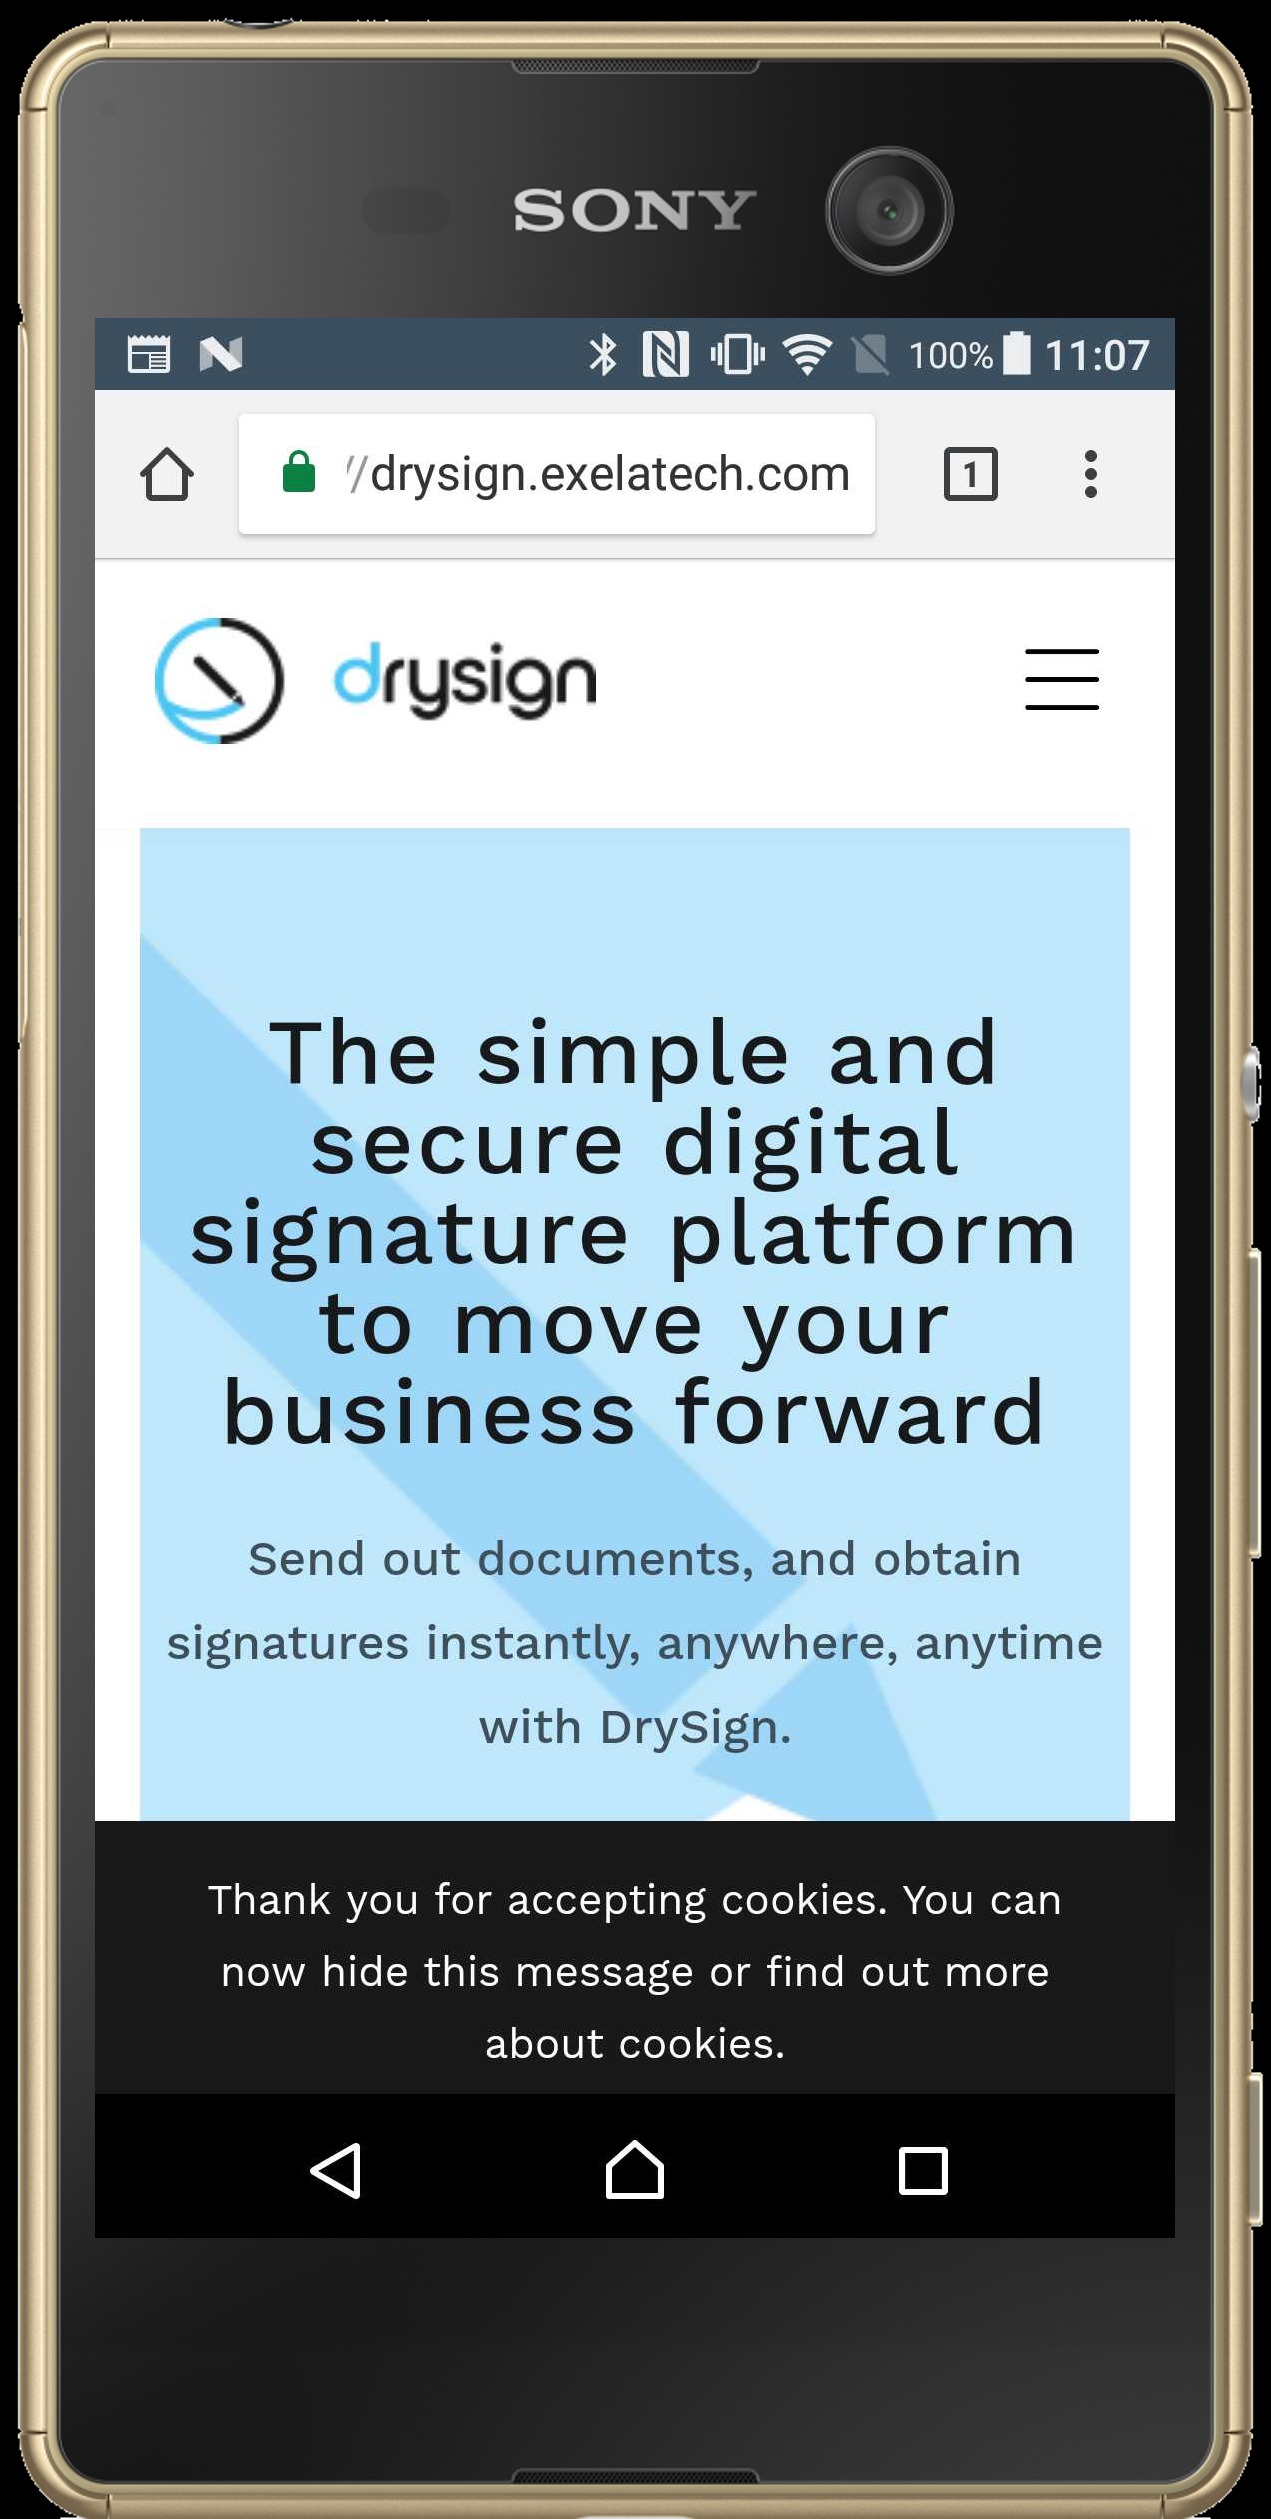 SONY
100% 11:07
//drysign.exelatech.com
1
drysign
The simple and
secure digital
signature platform
to move your
business forward
Send out documents, and obtain
signatures instantly, anywhere, anytime
with DrySign.
Thank you for accepting cookies. You can
now hide this message or find out more
about cookies.